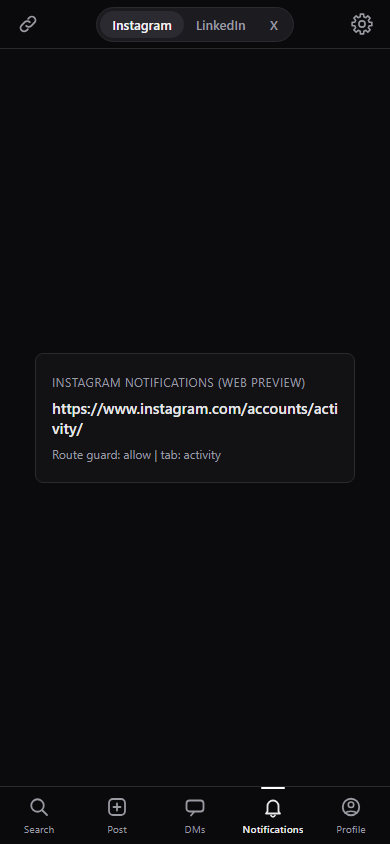 Instagram LinkedIn X
INSTAGRAM NOTIFICATIONS (WEB PREVIEW)
https://www.instagram.com/accounts/acti
vity/
Route guard: allow | tab: activity
Search Post DMs Notifications Profile